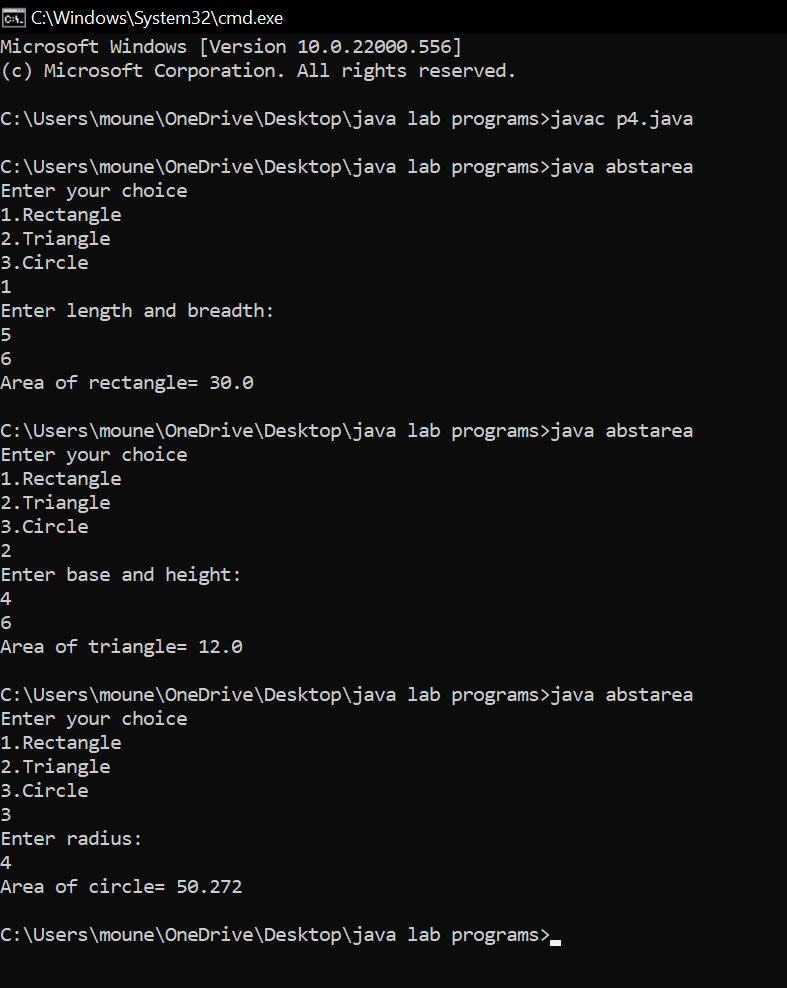 C:\Windows\System32\cmd.exe
Microsoft Windows [Version 10.0.22000.556]
(c) Microsoft Corporation. All rights reserved.
C:\Users\moune\OneDrive\Desktop\java lab programs>javac p4.java
C:\Users\moune\OneDrive\Desktop\java lab programs>java abstarea
Enter your choice
1.Rectangle
2.Triangle
3.Circle
1
Enter length and breadth:
5
6
Area of rectangle= 30.0
C:\Users\moune\OneDrive\Desktop\java lab programs>java abstarea
Enter your choice
1.Rectangle
2.Triangle
3.Circle
2
Enter base and height:
4
6
Area of triangle= 12.0
C:\Users\moune\OneDrive\Desktop\java lab programs>java abstarea
Enter your choice
1.Rectangle
2.Triangle
3.Circle
3
Enter radius:
4
Area of circle= 50.272
C:\Users\moune\OneDrive\Desktop\java lab programs>